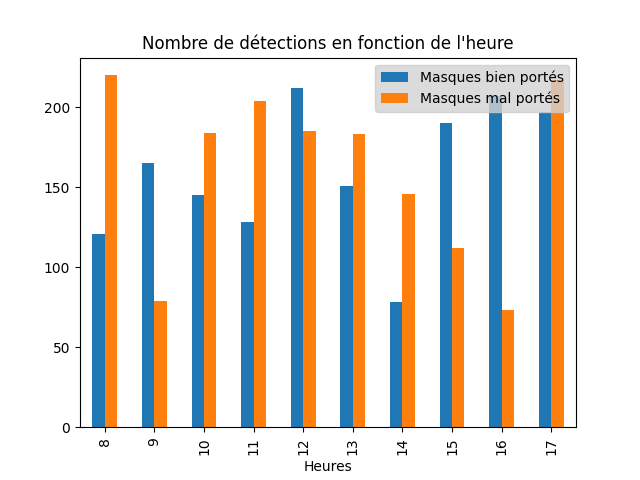 Nombre de détections en fonction de l'heure
Masques bien portés
Masques mal portés
200
150
100
50
0
8 9 10 11 12 13 14 15 16 17
Heures